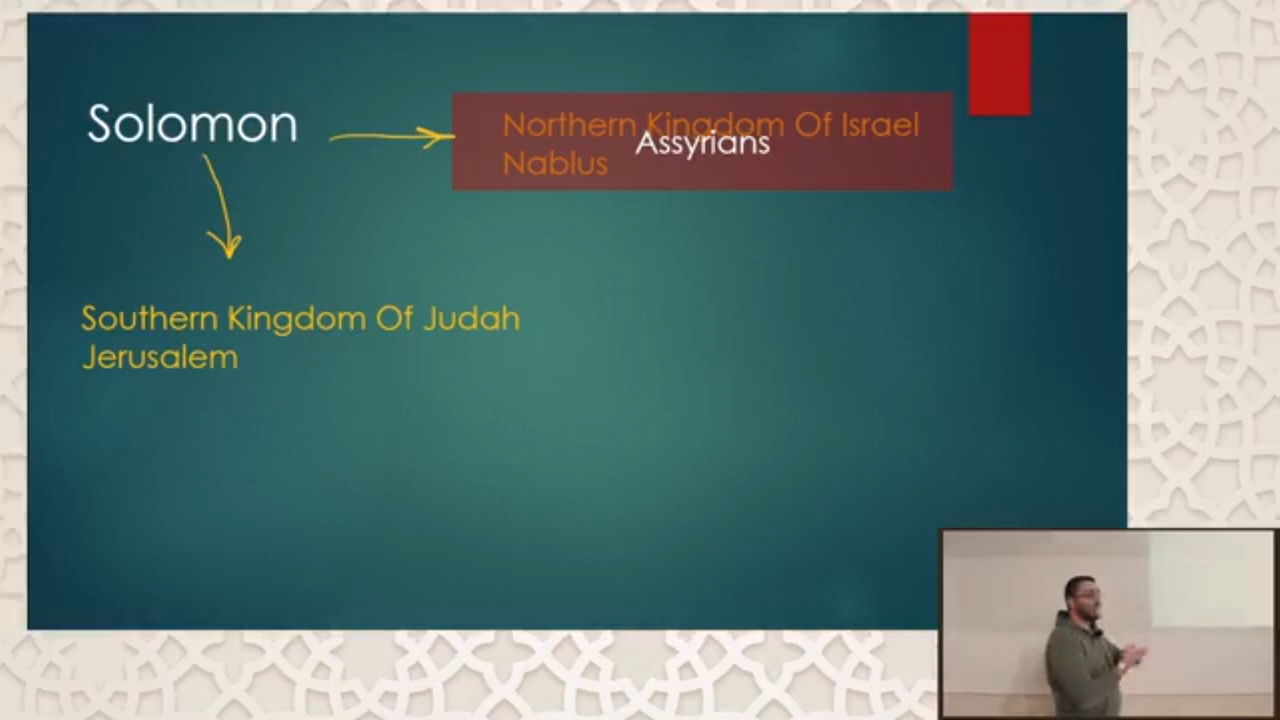 Solomon
Northern Kingdom Of Israel
Assyrians
Nablus
Southern Kingdom Of Judah
Jerusalem